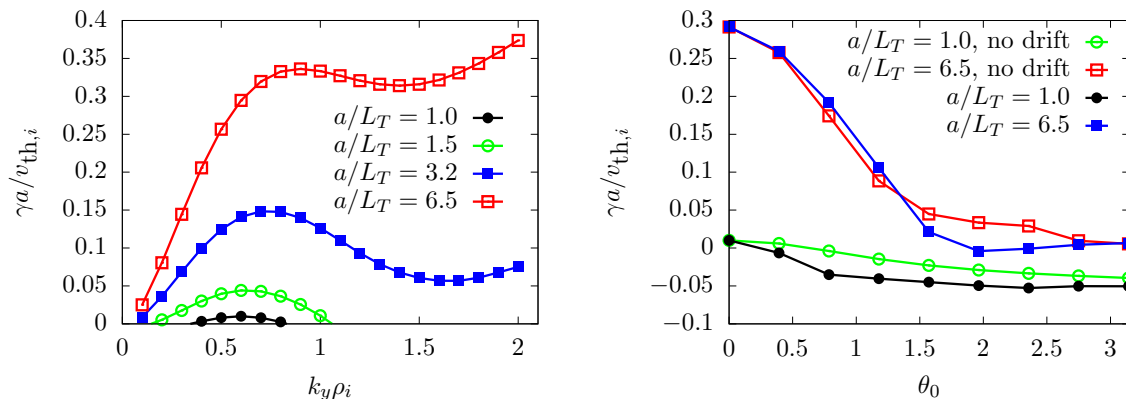 0.4
0.35
0.3
0.25
0.2
0.15
0.1
0.05
0
γa/v_th,i
a/L_T = 1.0
a/L_T = 1.5
a/L_T = 3.2
a/L_T = 6.5
0 0.5 1 1.5 2
k_yρ_i
0.3
0.25
0.2
0.15
0.1
0.05
0
−0.05
−0.1
γa/v_th,i
a/L_T = 1.0, no drift
a/L_T = 6.5, no drift
a/L_T = 1.0
a/L_T = 6.5
0 0.5 1 1.5 2 2.5 3
θ_0